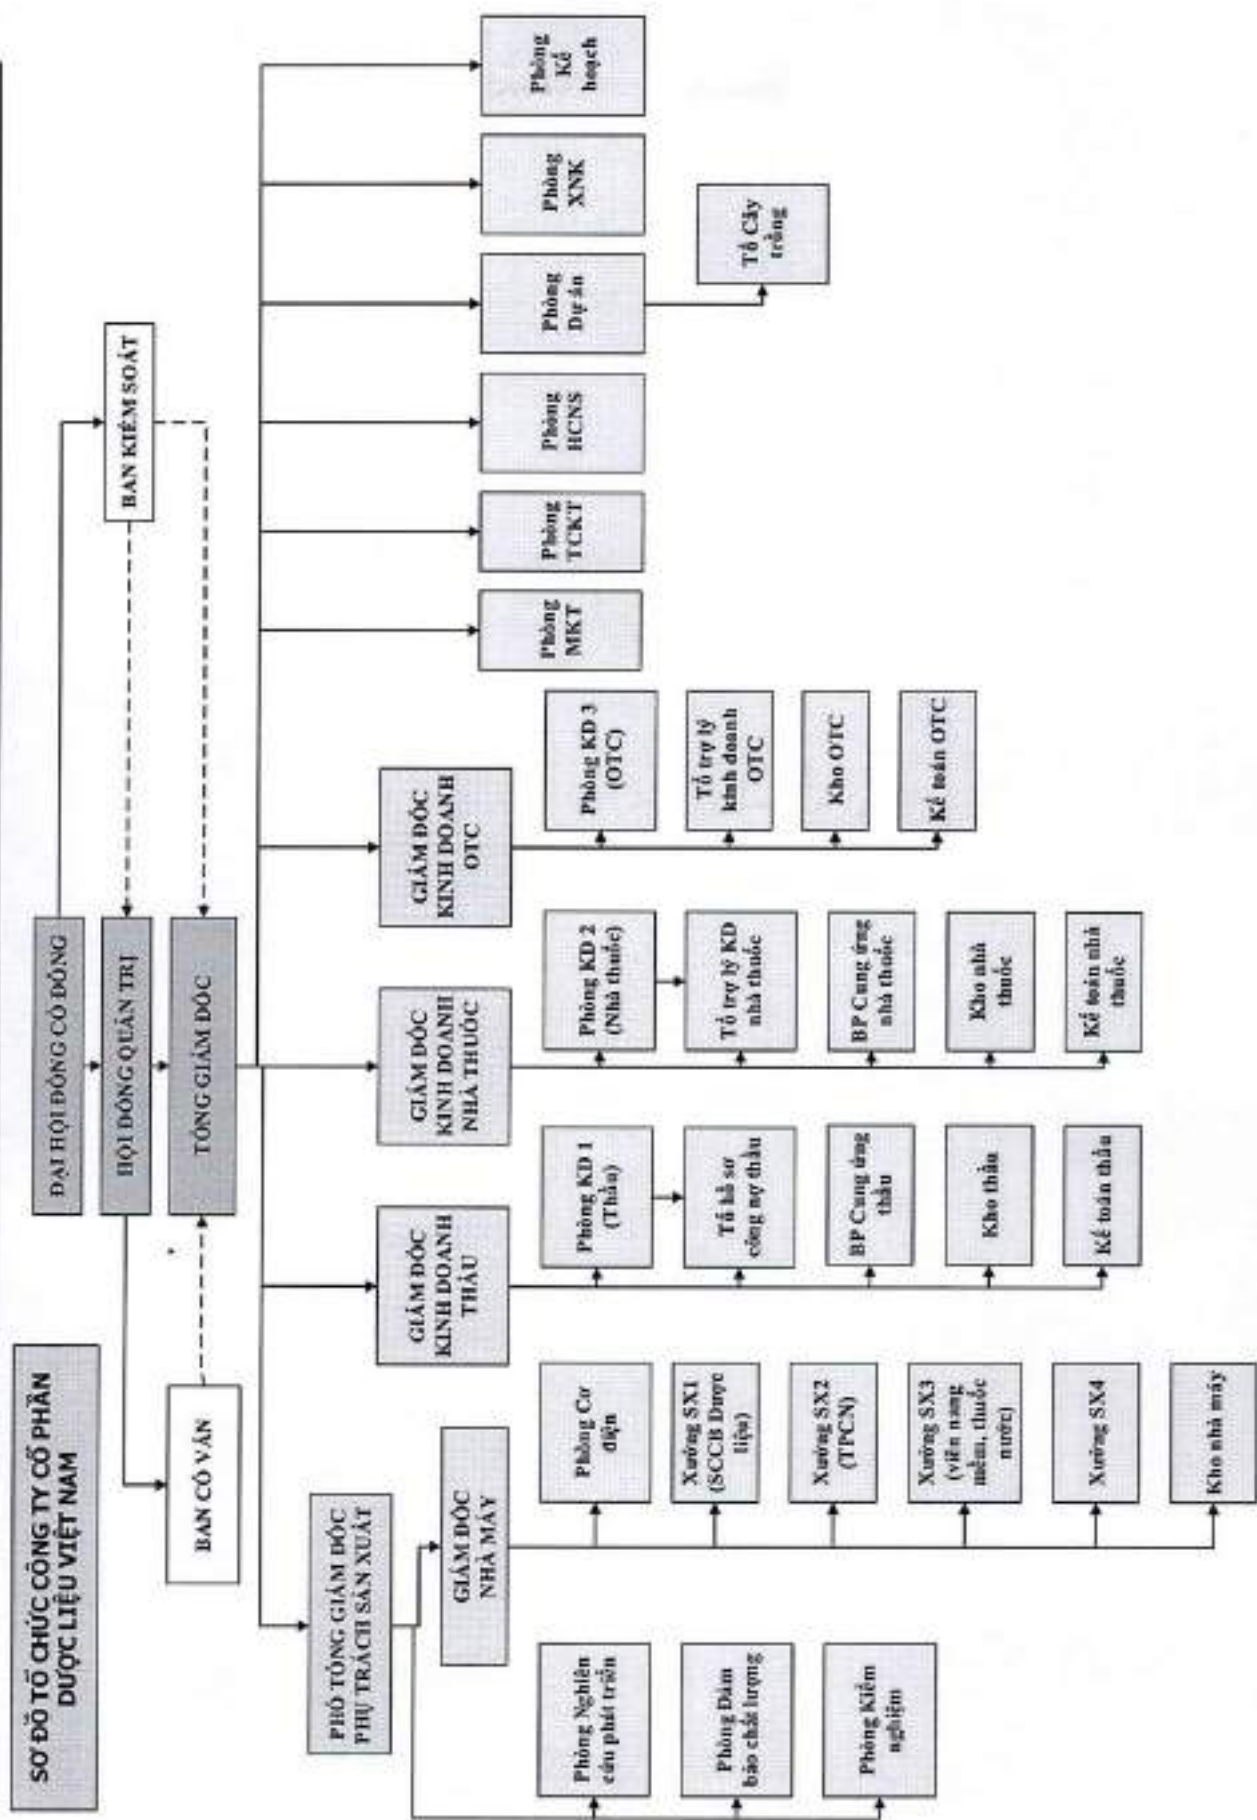 SƠ ĐỒ TỔ CHỨC CÔNG TY CỔ PHẦN
DƯỢC LIỆU VIỆT NAM
ĐẠI HỘI ĐỒNG CỔ ĐÔNG
HỘI ĐỒNG QUẢN TRỊ
BAN KIỂM SOÁT
BAN CỐ VẤN
TỔNG GIÁM ĐỐC
PHÓ TỔNG GIÁM ĐỐC
PHỤ TRÁCH SẢN XUẤT
GIÁM ĐỐC
KINH DOANH
THẦU
GIÁM ĐỐC
KINH DOANH
NHÀ THUỐC
GIÁM ĐỐC
KINH DOANH
OTC
Phòng
MKT
Phòng
TCKT
Phòng
HCNS
Phòng
Dự án
Phòng
XNK
Phòng
Kế
hoạch
Tổ Cây
trồng
GIÁM ĐỐC
NHÀ MÁY
Phòng Nghiên
cứu phát triển
Phòng Đảm
bảo chất lượng
Phòng Kiểm
nghiệm
Phòng Cơ
điện
Xưởng SX1
(SCCB Dược
liệu)
Xưởng SX2
(TPCN)
Xưởng SX3
(viên nang
mềm, thuốc
nước)
Xưởng SX4
Kho nhà máy
Phòng KD 1
(Thầu)
Tổ hồ sơ
công nợ thầu
BP Cung ứng
thầu
Kho thầu
Kế toán thầu
Phòng KD 2
(Nhà thuốc)
Tổ trợ lý KD
nhà thuốc
BP Cung ứng
nhà thuốc
Kho nhà
thuốc
Kế toán nhà
thuốc
Phòng KD 3
(OTC)
Tổ trợ lý
kinh doanh
OTC
Kho OTC
Kế toán OTC